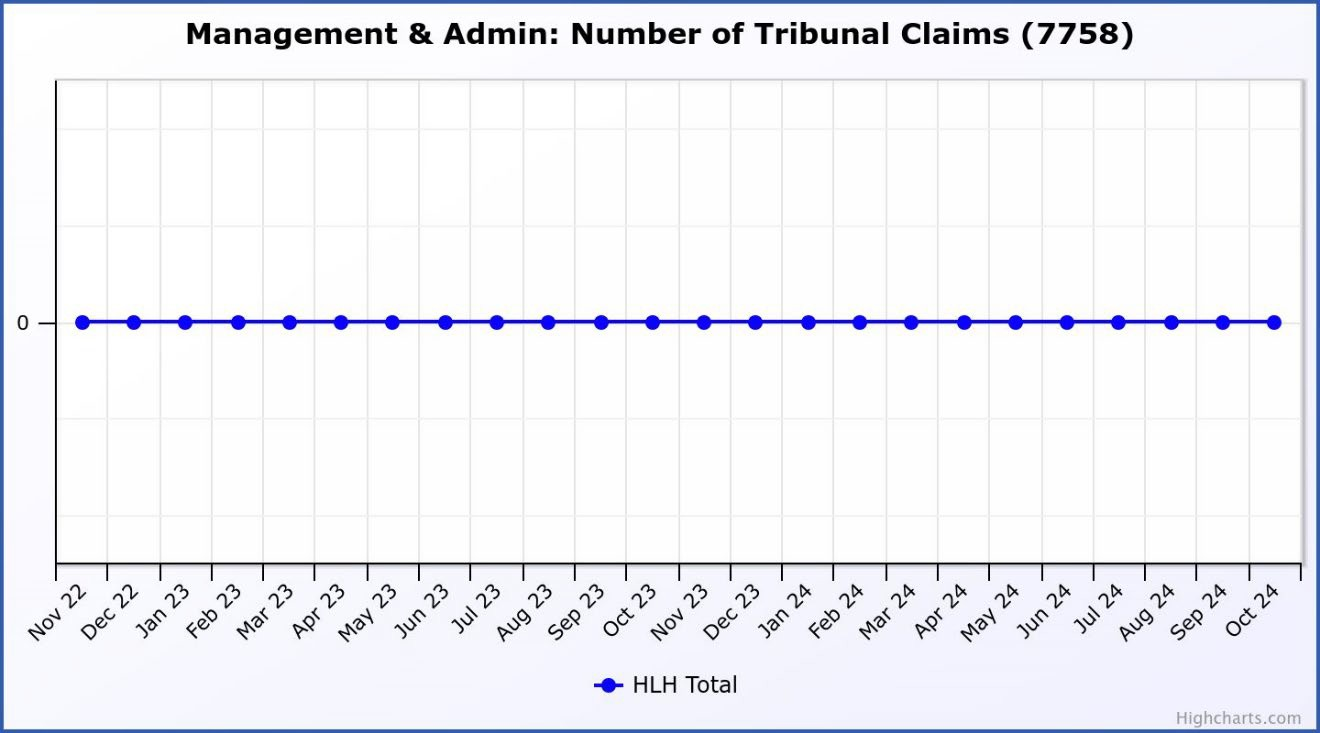 Management & Admin: Number of Tribunal Claims (7758)
0
Nov 22
Dec 22
Jan 23
Feb 23
Mar 23
Apr 23
May 23
Jun 23
Jul 23
Aug 23
Sep 23
Oct 23
Nov 23
Dec 23
Jan 24
Feb 24
Mar 24
Apr 24
May 24
Jun 24
Jul 24
Aug 24
Sep 24
Oct 24
HLH Total
Highcharts.com